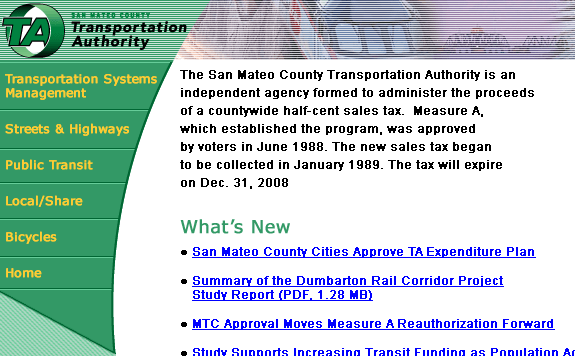 SAN MATEO COUNTY
TA Transportation
Authority
Transportation Systems
Management
Streets & Highways
Public Transit
Local/Share
Bicycles
Home
The San Mateo County Transportation Authority is an
independent agency formed to administer the proceeds
of a countywide half-cent sales tax. Measure A,
which established the program, was approved
by voters in June 1988. The new sales tax began
to be collected in January 1989. The tax will expire
on Dec. 31, 2008
What's New
• San Mateo County Cities Approve TA Expenditure Plan
• Summary of the Dumbarton Rail Corridor Project
Study Report (PDF, 1.28 MB)
• MTC Approval Moves Measure A Reauthorization Forward
• Study Supports Increasing Transit Funding as Population